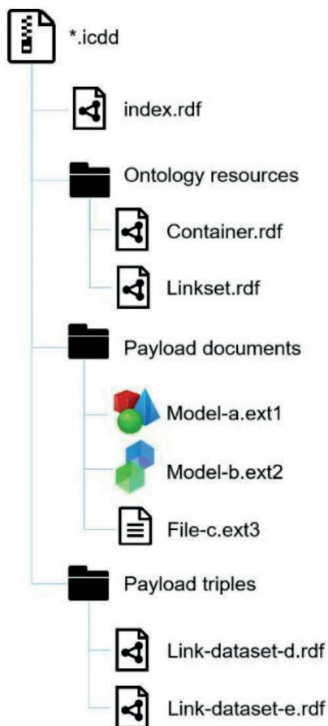 *.icdd
index.rdf
Ontology resources
Container.rdf
Linkset.rdf
Payload documents
Model-a.ext1
Model-b.ext2
File-c.ext3
Payload triples
Link-dataset-d.rdf
Link-dataset-e.rdf